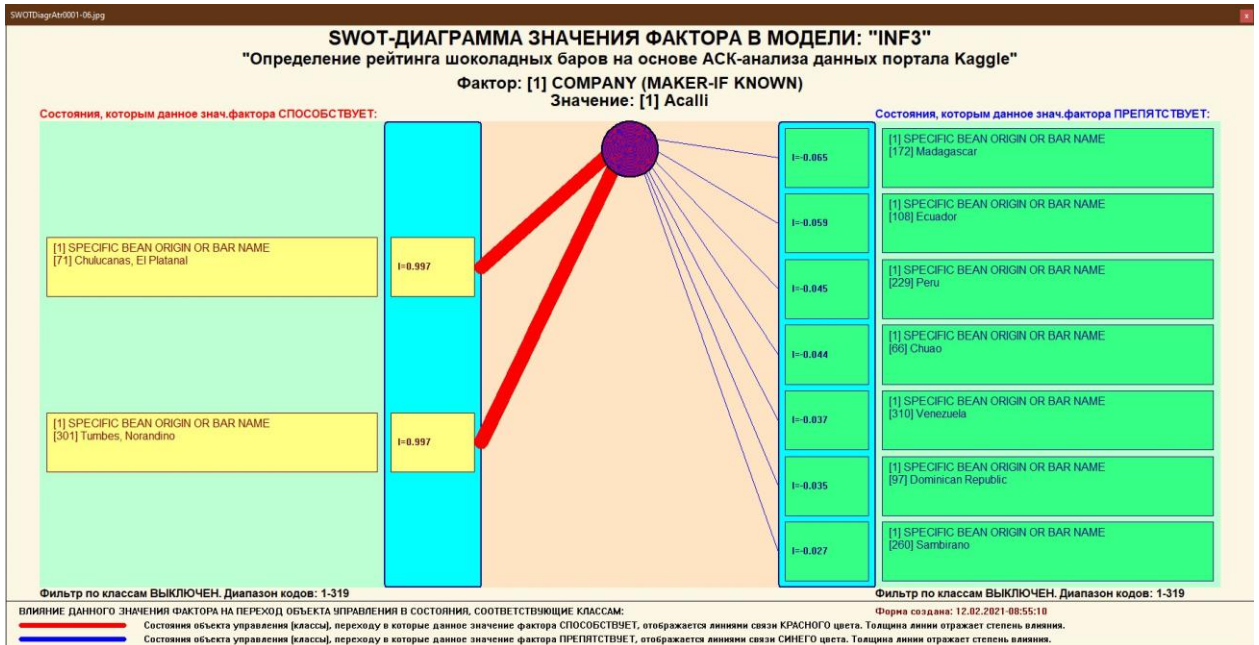 SWOTDiagrAtr0001-06.jpg
SWOT-ДИАГРАММА ЗНАЧЕНИЯ ФАКТОРА В МОДЕЛИ: "INF3"
"Определение рейтинга шоколадных баров на основе АСК-анализа данных портала Kaggle"
Фактор: [1] COMPANY (MAKER-IF KNOWN)
Значение: [1] Acalli
Состояния, которым данное знач.фактора СПОСОБСТВУЕТ:
[1] SPECIFIC BEAN ORIGIN OR BAR NAME
[71] Chulucanas, El Platanal
I=0.997
[1] SPECIFIC BEAN ORIGIN OR BAR NAME
[301] Tumbes, Norandino
I=0.997
Фильтр по классам ВЫКЛЮЧЕН. Диапазон кодов: 1-319
Состояния, которым данное знач.фактора ПРЕПЯТСТВУЕТ:
I=-0.065
[1] SPECIFIC BEAN ORIGIN OR BAR NAME
[172] Madagascar
I=-0.059
[1] SPECIFIC BEAN ORIGIN OR BAR NAME
[108] Ecuador
I=-0.045
[1] SPECIFIC BEAN ORIGIN OR BAR NAME
[229] Peru
I=-0.044
[1] SPECIFIC BEAN ORIGIN OR BAR NAME
[66] Chuao
I=-0.037
[1] SPECIFIC BEAN ORIGIN OR BAR NAME
[310] Venezuela
I=-0.035
[1] SPECIFIC BEAN ORIGIN OR BAR NAME
[97] Dominican Republic
I=-0.027
[1] SPECIFIC BEAN ORIGIN OR BAR NAME
[260] Sambirano
Фильтр по классам ВЫКЛЮЧЕН. Диапазон кодов: 1-319
ВЛИЯНИЕ ДАННОГО ЗНАЧЕНИЯ ФАКТОРА НА ПЕРЕХОД ОБЪЕКТА УПРАВЛЕНИЯ В СОСТОЯНИЯ, СООТВЕТСТВУЮЩИЕ КЛАССАМ:
Форма создана: 12.02.2021-08:55:10
Состояния объекта управления (классы), переходу в которые данное значение фактора СПОСОБСТВУЕТ, отображается линиями связи КРАСНОГО цвета. Толщина линии отражает степень влияния.
Состояния объекта управления (классы), переходу в которые данное значение фактора ПРЕПЯТСТВУЕТ, отображается линиями связи СИНЕГО цвета. Толщина линии отражает степень влияния.